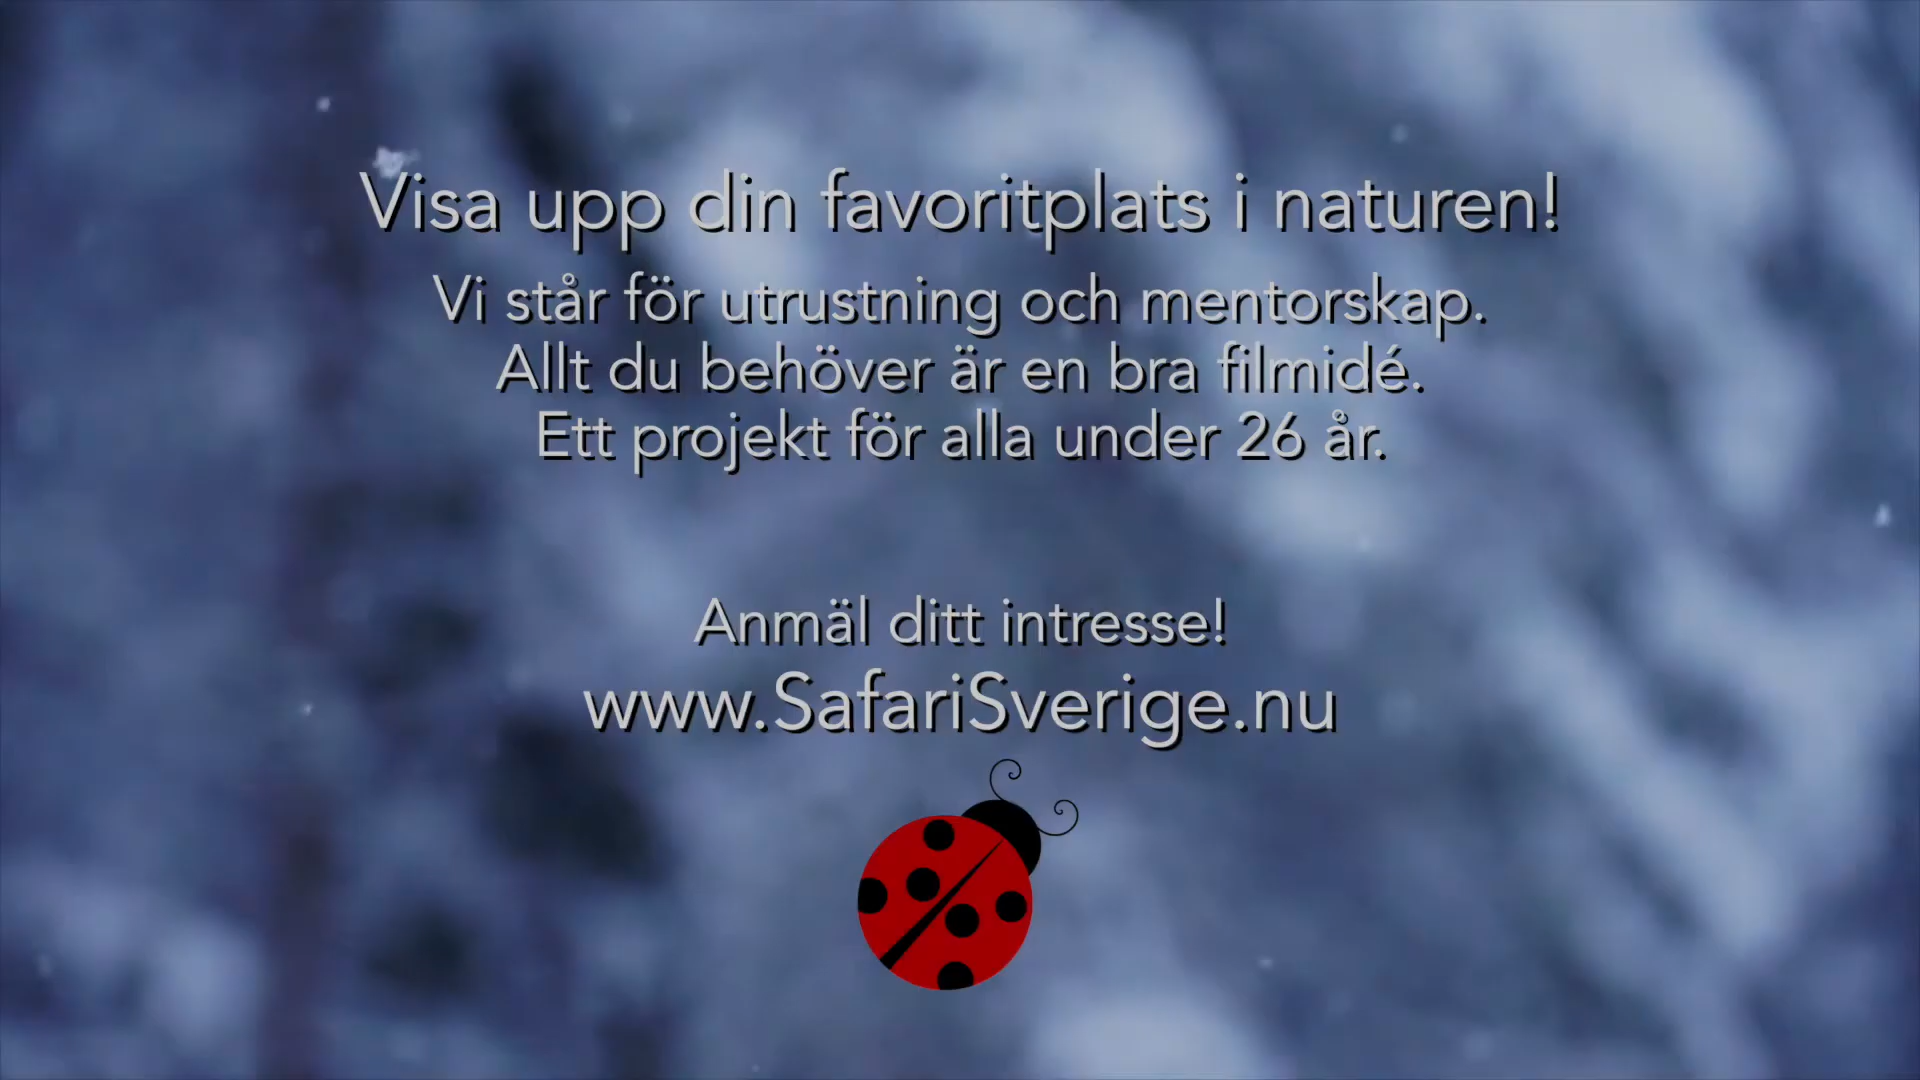 Visa upp din favoritplats i naturen!
Vi står för utrustning och mentorskap.
Allt du behöver är en bra filmidé.
Ett projekt för alla under 26 år.
Anmäl ditt intresse!
www.SafariSverige.nu